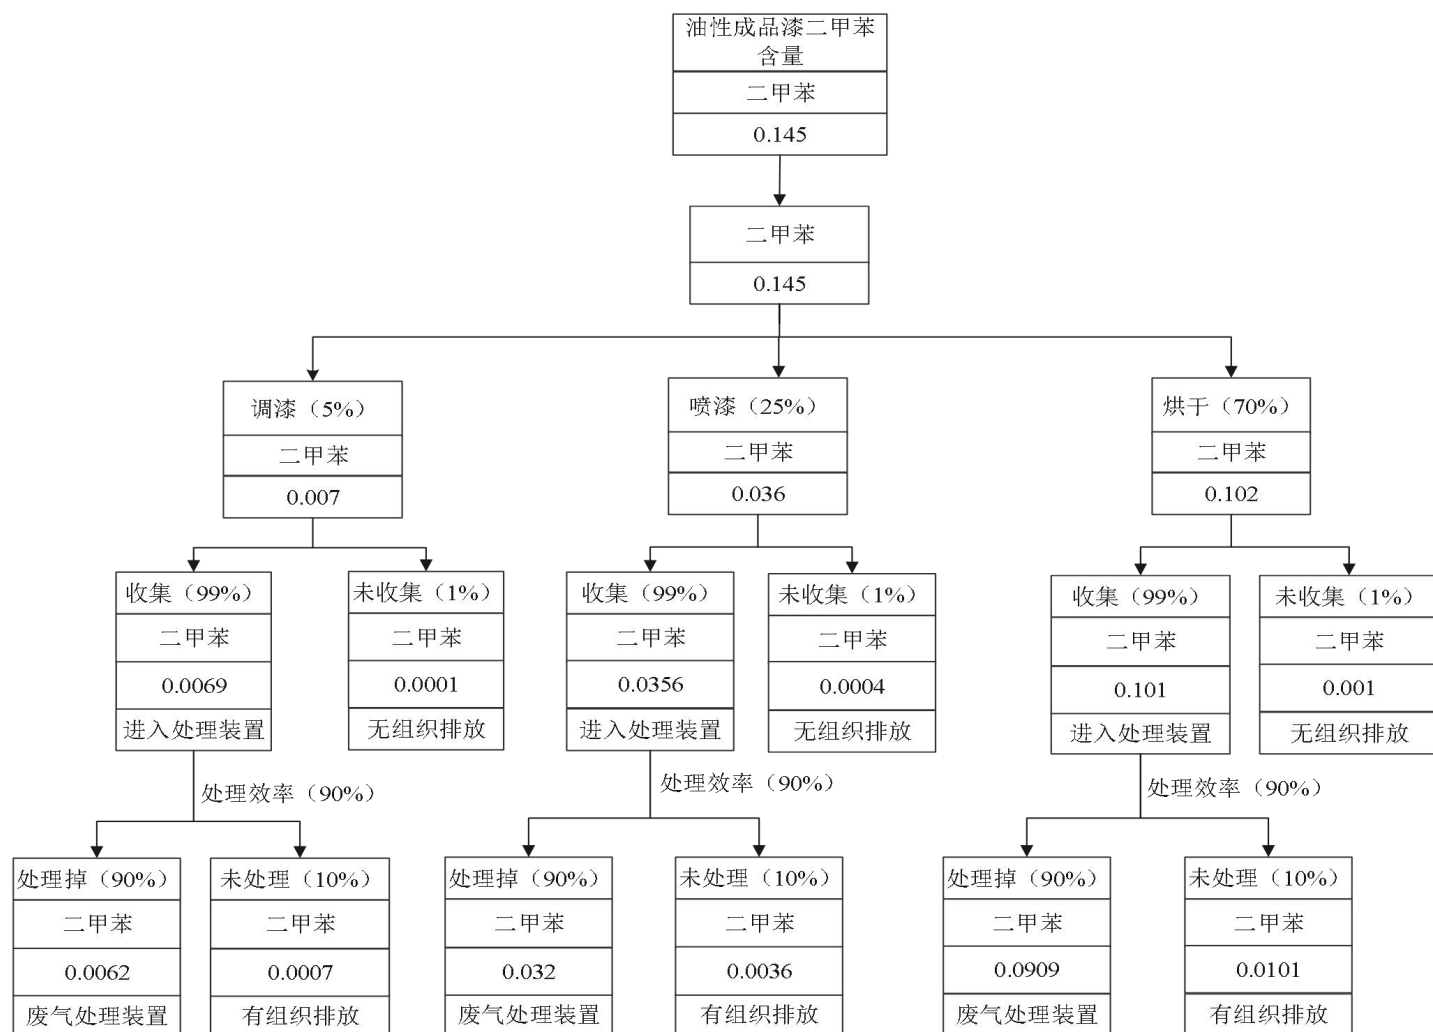 油性成品漆二甲苯
含量
二甲苯
0.145
二甲苯
0.145
调漆（5%）
二甲苯
0.007
喷漆（25%）
二甲苯
0.036
烘干（70%）
二甲苯
0.102
收集（99%）
二甲苯
0.0069
进入处理装置
未收集（1%）
二甲苯
0.0001
无组织排放
收集（99%）
二甲苯
0.0356
进入处理装置
未收集（1%）
二甲苯
0.0004
无组织排放
收集（99%）
二甲苯
0.101
进入处理装置
未收集（1%）
二甲苯
0.001
无组织排放
处理效率（90%）
处理效率（90%）
处理效率（90%）
处理掉（90%）
二甲苯
0.0062
废气处理装置
未处理（10%）
二甲苯
0.0007
有组织排放
处理掉（90%）
二甲苯
0.032
废气处理装置
未处理（10%）
二甲苯
0.0036
有组织排放
处理掉（90%）
二甲苯
0.0909
废气处理装置
未处理（10%）
二甲苯
0.0101
有组织排放